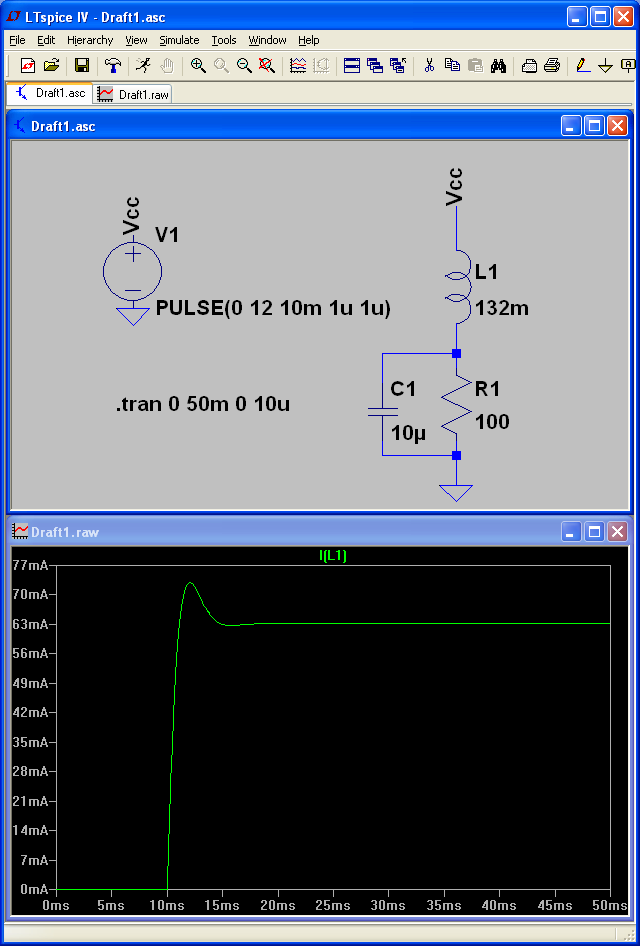 LTspice IV - Draft1.asc
File Edit Hierarchy View Simulate Tools Window Help
Draft1.asc Draft1.raw
Draft1.asc
Vcc
V1
PULSE(0 12 10m 1u 1u)
.tran 0 50m 0 10u
Vcc
L1
132m
C1
10µ
R1
100
Draft1.raw
I(L1)
77mA
70mA
63mA
56mA
49mA
42mA
35mA
28mA
21mA
14mA
7mA
0mA
0ms 5ms 10ms 15ms 20ms 25ms 30ms 35ms 40ms 45ms 50ms